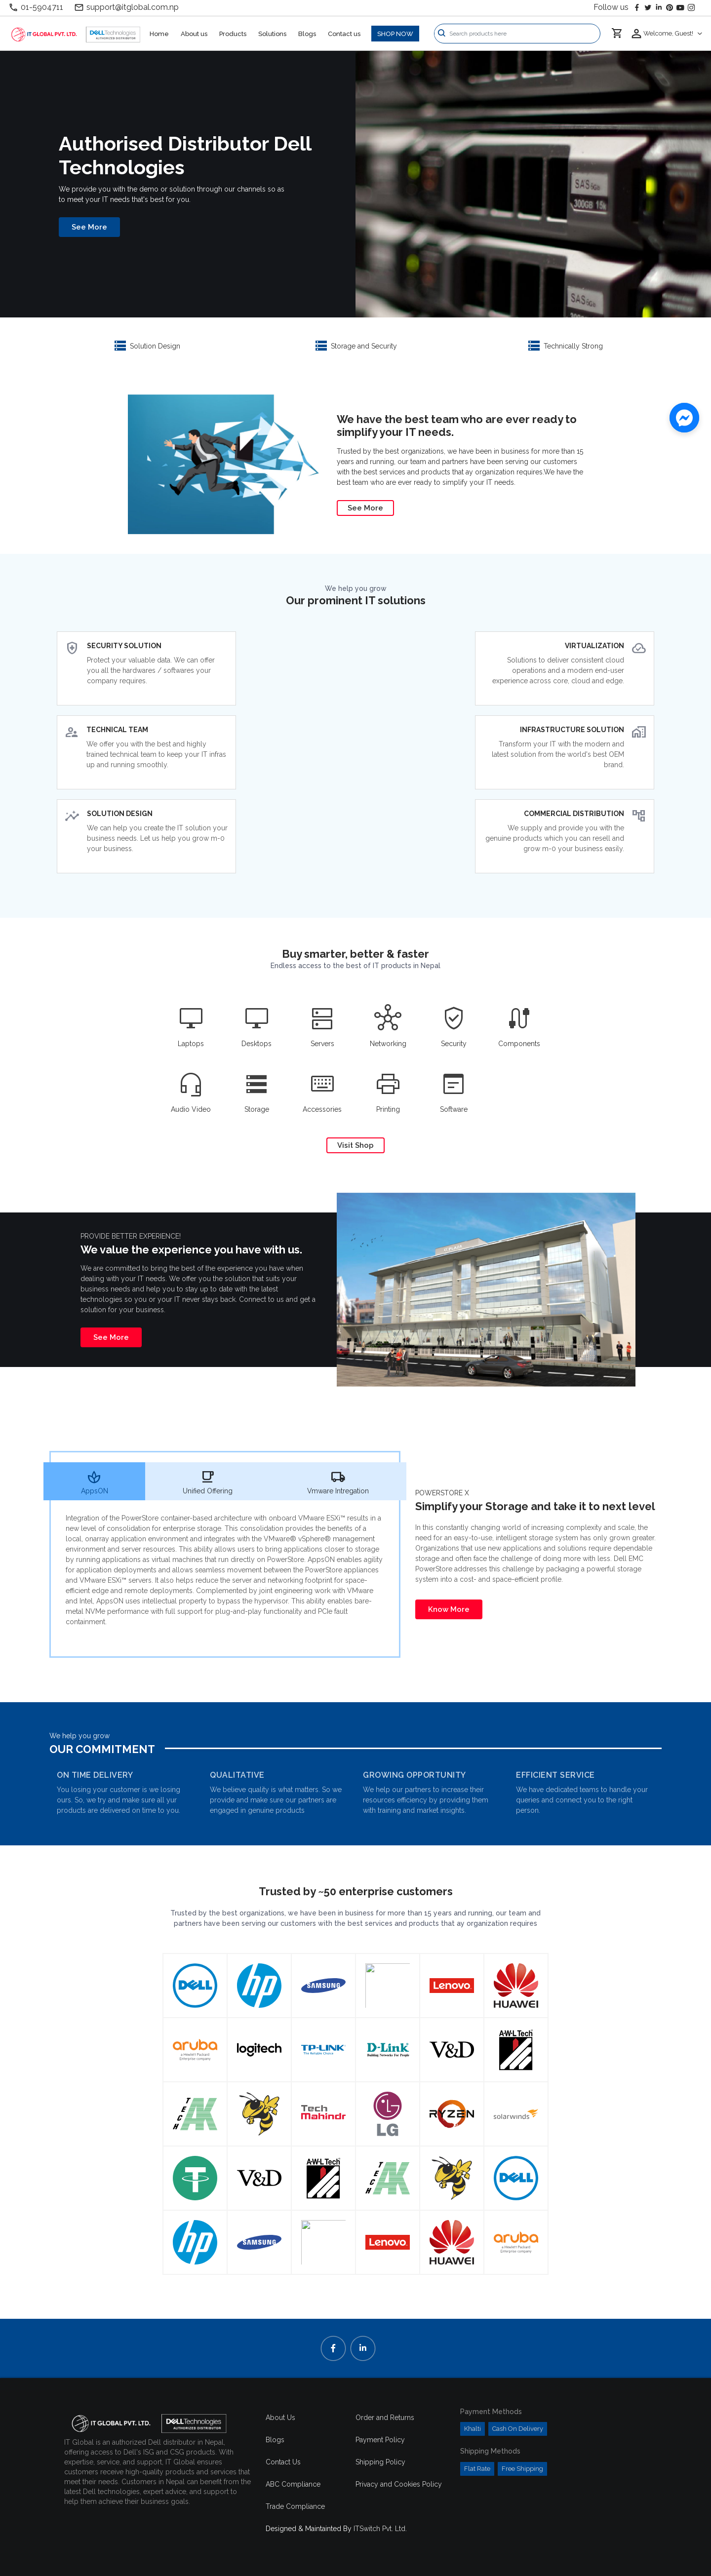 01-5904711 support@itglobal.com.np Follow us
IT GLOBAL PVT. LTD. DELL Technologies AUTHORIZED DISTRIBUTOR Home About us Products Solutions Blogs Contact us SHOP NOW Search products here Welcome, Guest!
Authorised Distributor Dell
Technologies
We provide you with the demo or solution through our channels so as
to meet your IT needs that's best for you.
See More
Solution Design Storage and Security Technically Strong
We have the best team who are ever ready to
simplify your IT needs.
Trusted by the best organizations, we have been in business for more than 15
years and running, our team and partners have been serving our customers
with the best services and products that ay organization requires.We have the
best team who are ever ready to simplify your IT needs.
See More
We help you grow
Our prominent IT solutions
SECURITY SOLUTION
Protect your valuable data. We can offer
you all the hardwares / softwares your
company requires.
VIRTUALIZATION
Solutions to deliver consistent cloud
operations and a modern end-user
experience across core, cloud and edge.
TECHNICAL TEAM
We offer you with the best and highly
trained technical team to keep your IT infras
up and running smoothly.
INFRASTRUCTURE SOLUTION
Transform your IT with the modern and
latest solution from the world's best OEM
brand.
SOLUTION DESIGN
We can help you create the IT solution your
business needs. Let us help you grow m-0
your business.
COMMERCIAL DISTRIBUTION
We supply and provide you with the
genuine products which you can resell and
grow m-0 your business easily.
Buy smarter, better & faster
Endless access to the best of IT products in Nepal
Laptops Desktops Servers Networking Security Components
Audio Video Storage Accessories Printing Software
Visit Shop
PROVIDE BETTER EXPERIENCE!
We value the experience you have with us.
We are committed to bring the best of the experience you have when
dealing with your IT needs. We offer you the solution that suits your
business needs and help you to stay up to date with the latest
technologies so you or your IT never stays back. Connect to us and get a
solution for your business.
See More
AppsON Unified Offering Vmware Intregation
Integration of the PowerStore container-based architecture with onboard VMware ESXi™ results in a
new level of consolidation for enterprise storage. This consolidation provides the benefits of a
local, onarray application environment and integrates with the VMware® vSphere® management
environment and server resources. This ability allows users to bring applications closer to storage
by running applications as virtual machines that run directly on PowerStore. AppsON enables agility
for application deployments and allows seamless movement between the PowerStore appliances
and VMware ESXi™ servers. It also helps reduce the server and networking footprint for space-
efficient edge and remote deployments. Complemented by joint engineering work with VMware
and Intel, AppsON uses intellectual property to bypass the hypervisor. This ability enables bare-
metal NVMe performance with full support for plug-and-play functionality and PCIe fault
containment.
POWERSTORE X
Simplify your Storage and take it to next level
In this constantly changing world of increasing complexity and scale, the
need for an easy-to-use, intelligent storage system has only grown greater.
Organizations that use new applications and solutions require dependable
storage and often face the challenge of doing more with less. Dell EMC
PowerStore addresses this challenge by packaging a powerful storage
system into a cost- and space-efficient profile.
Know More
We help you grow
OUR COMMITMENT
ON TIME DELIVERY
You losing your customer is we losing
ours. So, we try and make sure all your
products are delivered on time to you.
QUALITATIVE
We believe quality is what matters. So we
provide and make sure our partners are
engaged in genuine products.
GROWING OPPORTUNITY
We help our partners to increase their
resources efficiency by providing them
with training and market insights.
EFFICIENT SERVICE
We have dedicated teams to handle your
queries and connect you to the right
person.
Trusted by ~50 enterprise customers
Trusted by the best organizations, we have been in business for more than 15 years and running, our team and
partners have been serving our customers with the best services and products that ay organization requires
DELL hp SAMSUNG Lenovo HUAWEI
aruba a Hewlett Packard Enterprise company logitech TP-LINK The Reliable Choice D-Link Building Networks For People V&D A·W·L Tech
TECH AK Tech Mahindra LG RYZEN solarwinds
V&D A·W·L Tech TECH AK DELL
hp SAMSUNG Lenovo HUAWEI aruba a Hewlett Packard Enterprise company
IT GLOBAL PVT. LTD. DELL Technologies AUTHORIZED DISTRIBUTOR
IT Global is an authorized Dell distributor in Nepal,
offering access to Dell's ISG and CSG products. With
expertise, service, and support, IT Global ensures
customers receive high-quality products and services that
meet their needs. Customers in Nepal can benefit from the
latest Dell technologies, expert advice, and support to
help them achieve their business goals.
About Us
Blogs
Contact Us
ABC Compliance
Trade Compliance
Order and Returns
Payment Policy
Shipping Policy
Privacy and Cookies Policy
Designed & Maintainted By ITSwitch Pvt. Ltd.
Payment Methods
Khalti Cash On Delivery
Shipping Methods
Flat Rate Free Shipping